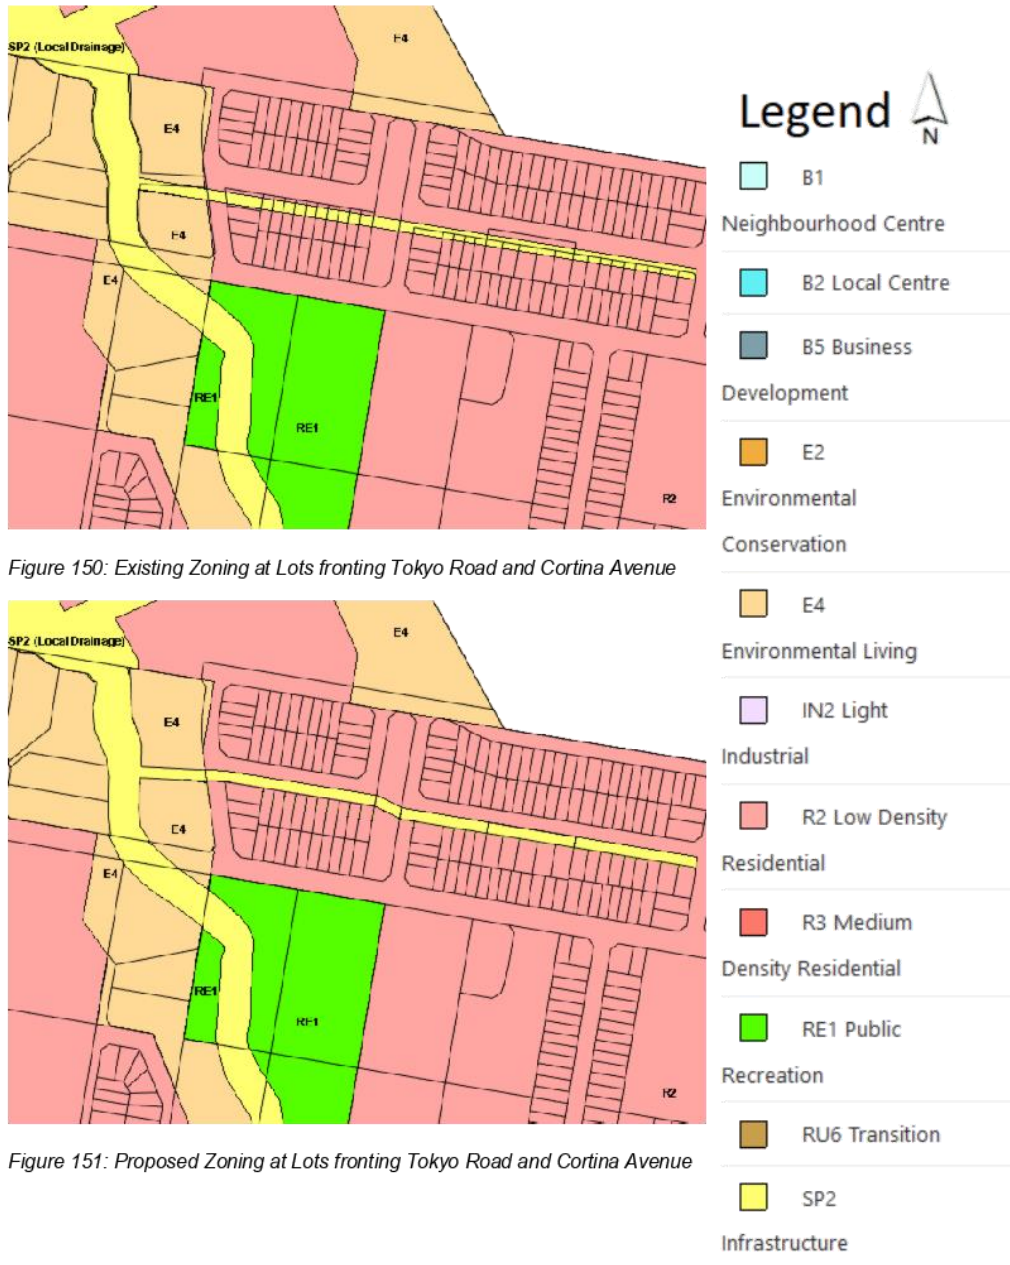 SP2 (Local Drainage)
E4
E4
E4
E4
RE1
RE1
R2
Figure 150: Existing Zoning at Lots fronting Tokyo Road and Cortina Avenue
SP2 (Local Drainage)
E4
E4
E4
E4
RE1
RE1
R2
Figure 151: Proposed Zoning at Lots fronting Tokyo Road and Cortina Avenue
Legend
N
B1
Neighbourhood Centre
B2 Local Centre
B5 Business
Development
E2
Environmental
Conservation
E4
Environmental Living
IN2 Light
Industrial
R2 Low Density
Residential
R3 Medium
Density Residential
RE1 Public
Recreation
RU6 Transition
SP2
Infrastructure